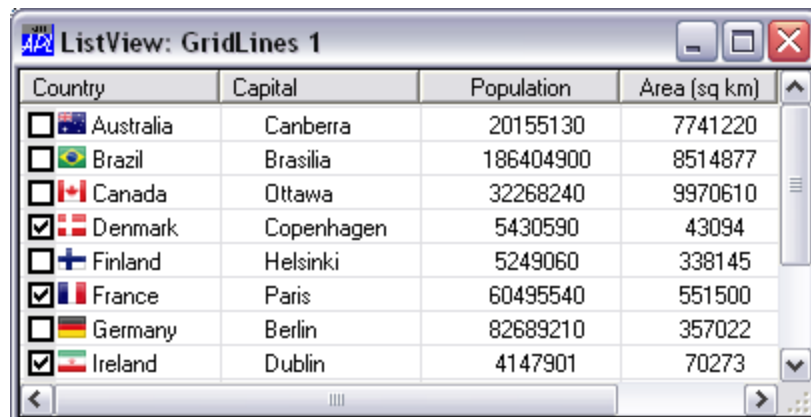 APL ListView: GridLines 1
Country Capital Population Area (sq km)
Australia Canberra 20155130 7741220
Brazil Brasilia 186404900 8514877
Canada Ottawa 32268240 9970610
Denmark Copenhagen 5430590 43094
Finland Helsinki 5249060 338145
France Paris 60495540 551500
Germany Berlin 82689210 357022
Ireland Dublin 4147901 70273